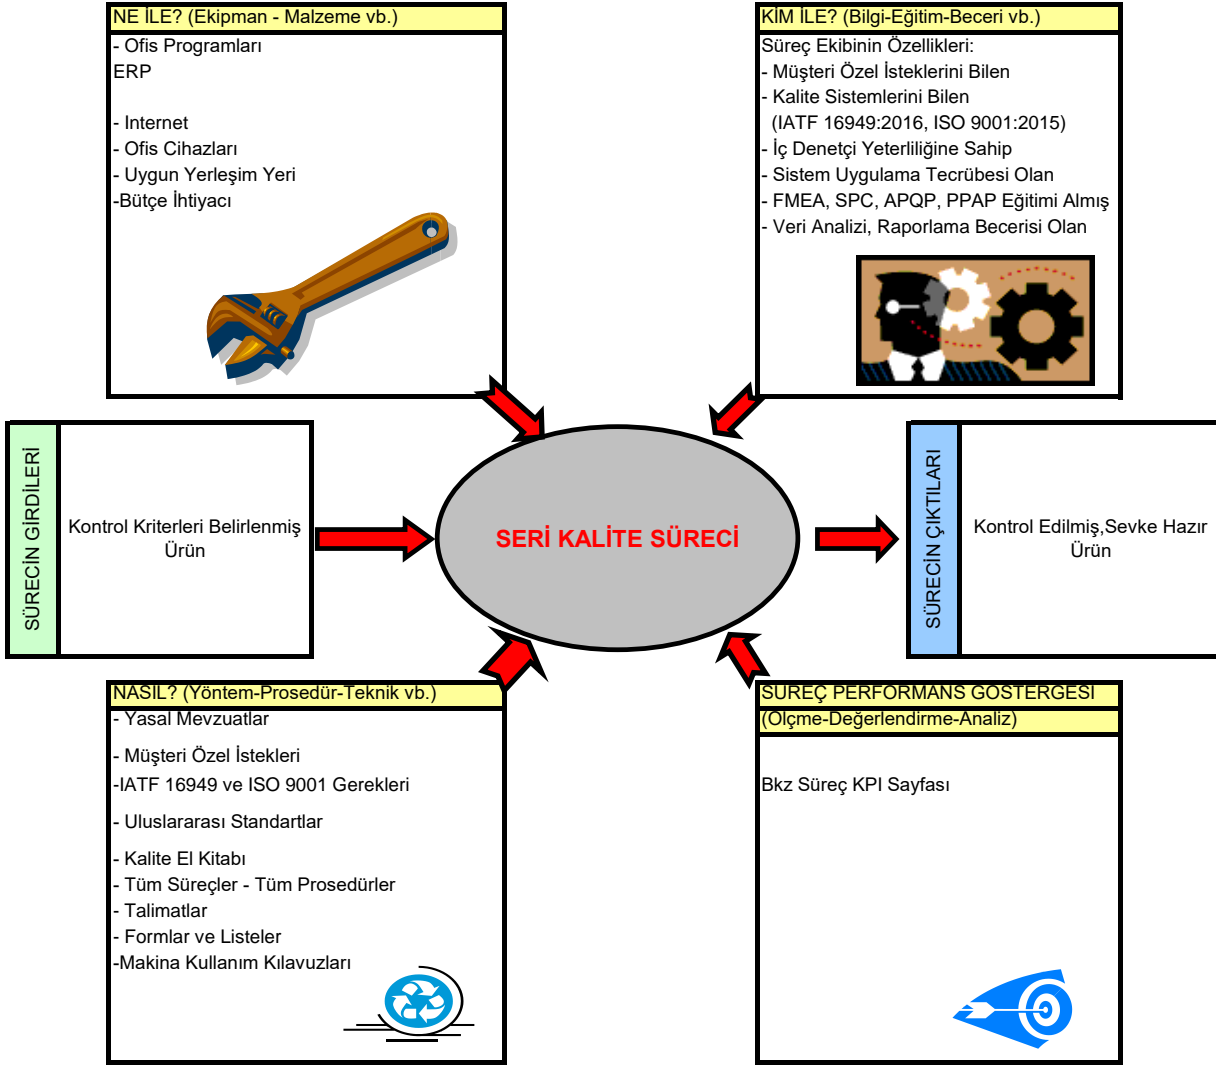 NE İLE? (Ekipman - Malzeme vb.)
- Ofis Programları
ERP
- Internet
- Ofis Cihazları
- Uygun Yerleşim Yeri
-Bütçe İhtiyacı
KİM İLE? (Bilgi-Eğitim-Beceri vb.)
Süreç Ekibinin Özellikleri:
- Müşteri Özel İsteklerini Bilen
- Kalite Sistemlerini Bilen
(IATF 16949:2016, ISO 9001:2015)
- İç Denetçi Yeterliliğine Sahip
- Sistem Uygulama Tecrübesi Olan
- FMEA, SPC, APQP, PPAP Eğitimi Almış
- Veri Analizi, Raporlama Becerisi Olan
SÜRECİN GİRDİLERİ
Kontrol Kriterleri Belirlenmiş
Ürün
SERİ KALİTE SÜRECİ
SÜRECİN ÇIKTILARI
Kontrol Edilmiş,Sevke Hazır
Ürün
NASIL? (Yöntem-Prosedür-Teknik vb.)
- Yasal Mevzuatlar
- Müşteri Özel İstekleri
-IATF 16949 ve ISO 9001 Gerekleri
- Uluslararası Standartlar
- Kalite El Kitabı
- Tüm Süreçler - Tüm Prosedürler
- Talimatlar
- Formlar ve Listeler
-Makina Kullanım Kılavuzları
SÜREÇ PERFORMANS GÖSTERGESİ
(Ölçme-Değerlendirme-Analiz)
Bkz Süreç KPI Sayfası